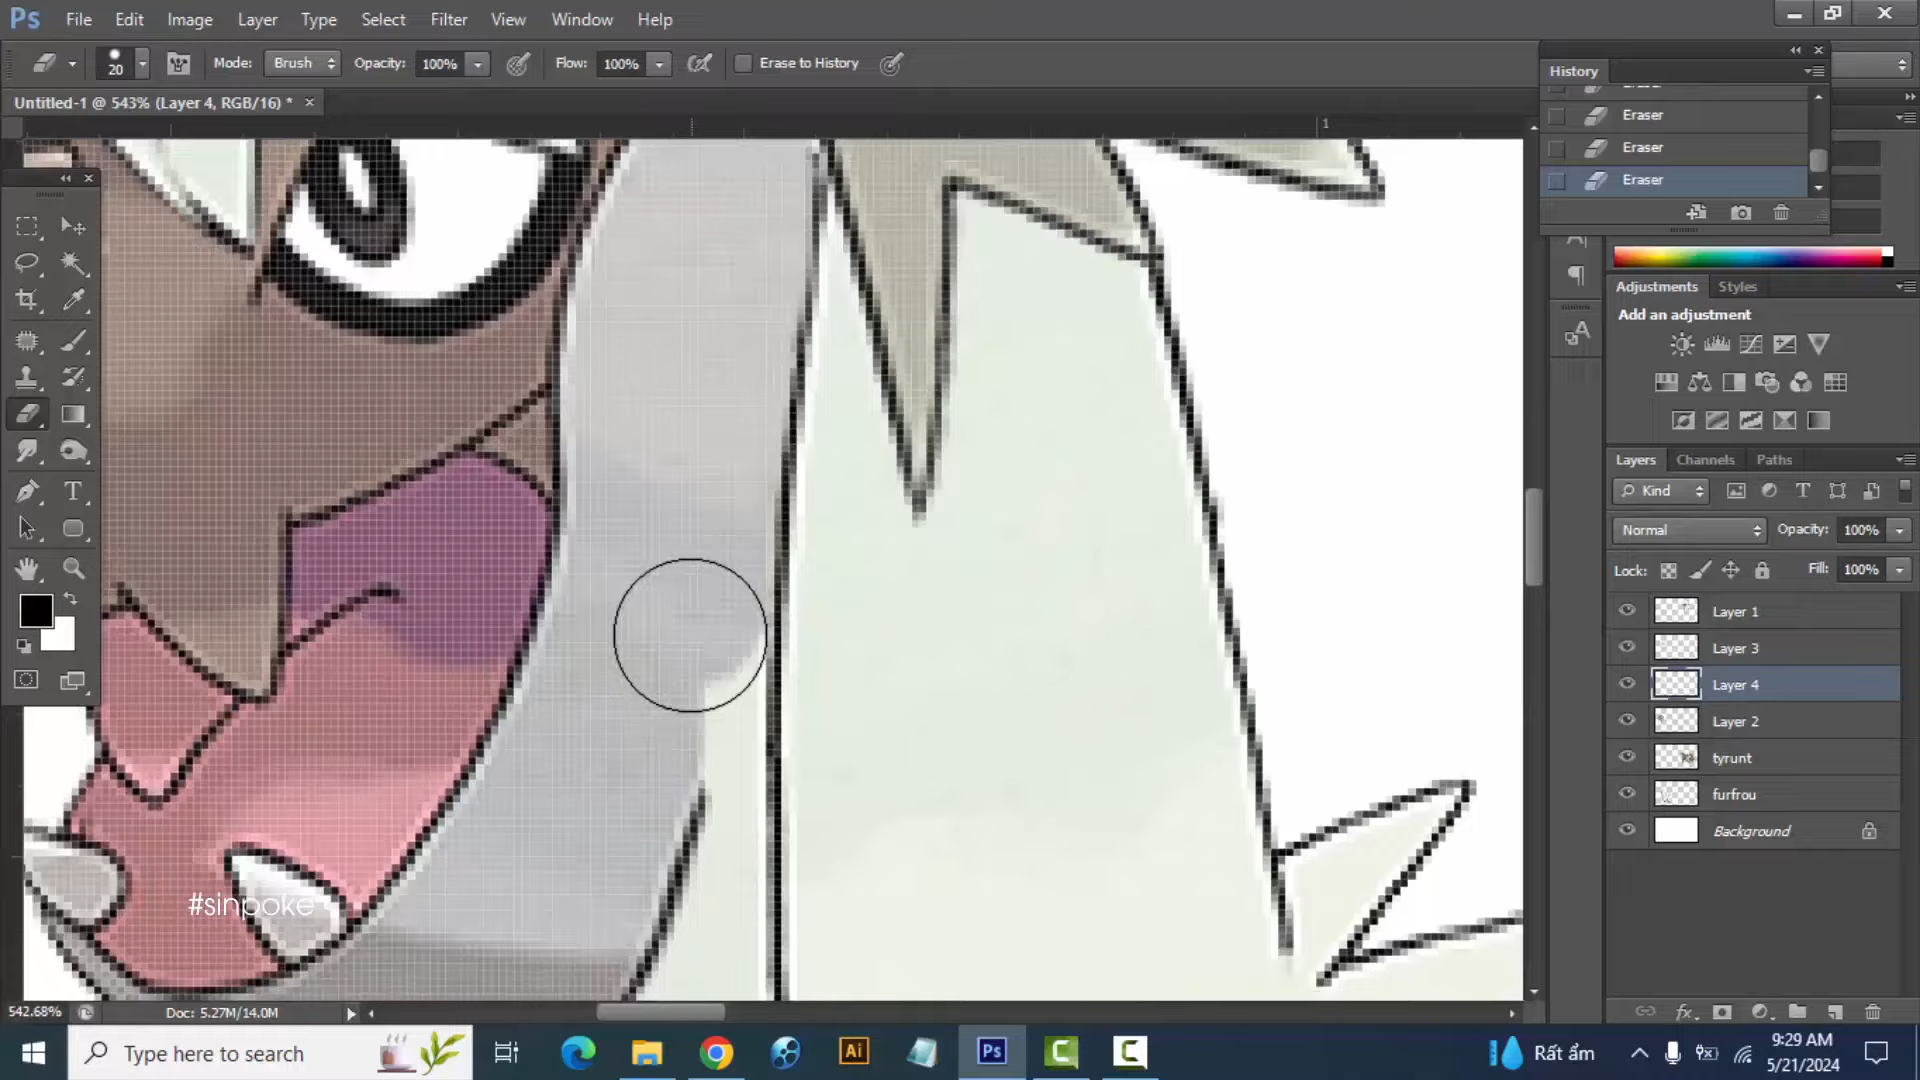 Ps File Edit Image Layer Type Select Filter View Window Help
20 Mode: Brush Opacity: 100% Flow: 100% Erase to History
Untitled-1 @ 543% (Layer 4, RGB/16) *
1
History
Eraser
Eraser
Eraser
Eraser
Adjustments Styles
Add an adjustment
Layers Channels Paths
Kind
Normal Opacity: 100%
Lock: Fill: 100%
Layer 1
Layer 3
Layer 4
Layer 2
tyrunt
furfrou
Background
#sinpoke
542.68% Doc: 5.27M/14.0M
Type here to search
Ai
Ps
Rất ẩm
9:29 AM
5/21/2024